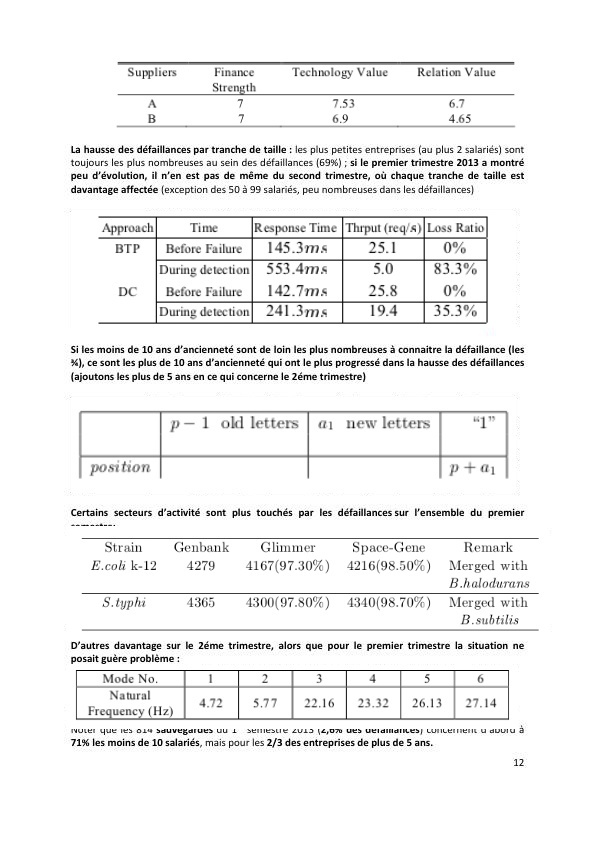 Suppliers Finance Technology Value Relation Value
Strength
A 7 7.53 6.7
B 7 6.9 4.65
La hausse des défaillances par tranche de taille : les plus petites entreprises (au plus 2 salariés) sont
toujours les plus nombreuses au sein des défaillances (69%) ; si le premier trimestre 2013 a montré
peu d’évolution, il n’en est pas de même du second trimestre, où chaque tranche de taille est
davantage affectée (exception des 50 à 99 salariés, peu nombreuses dans les défaillances)
Approach Time Response Time Thrput (req/s) Loss Ratio
BTP Before Failure 145.3ms 25.1 0%
During detection 553.4ms 5.0 83.3%
DC Before Failure 142.7ms 25.8 0%
During detection 241.3ms 19.4 35.3%
Si les moins de 10 ans d’ancienneté sont de loin les plus nombreuses à connaitre la défaillance (les
¾), ce sont les plus de 10 ans d’ancienneté qui ont le plus progressé dans la hausse des défaillances
(ajoutons les plus de 5 ans en ce qui concerne le 2éme trimestre)
p − 1 old letters a₁ new letters “1”
position p + a₁
Certains secteurs d’activité sont plus touchés par les défaillances sur l’ensemble du premier
Strain Genbank Glimmer Space-Gene Remark
E.coli k-12 4279 4167(97.30%) 4216(98.50%) Merged with
B.halodurans
S.typhi 4365 4300(97.80%) 4340(98.70%) Merged with
B.subtilis
D’autres davantage sur le 2éme trimestre, alors que pour le premier trimestre la situation ne
posait guère problème :
Mode No. 1 2 3 4 5 6
Natural
Frequency (Hz) 4.72 5.77 22.16 23.32 26.13 27.14
Noter que les 814 sauvegardes du 1 semestre 2013 (2,6% des défaillances) concernent d’abord à
71% les moins de 10 salariés, mais pour les 2/3 des entreprises de plus de 5 ans.
12